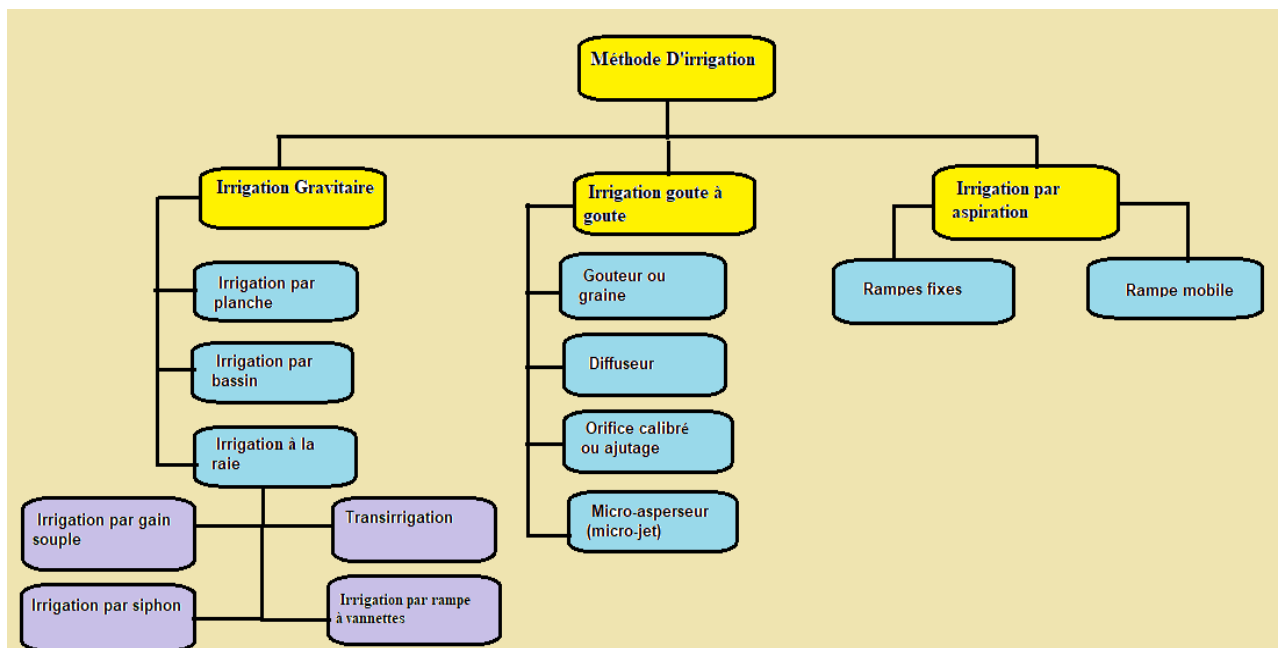 Méthode D'irrigation
Irrigation Gravitaire
Irrigation goute à
goute
Irrigation par
aspiration
Irrigation par
planche
Irrigation par
bassin
Irrigation à la
raie
Irrigation par gain
souple
Transirrigation
Irrigation par siphon
Irrigation par rampe
à vannettes
Gouteur ou
graine
Diffuseur
Orifice calibré
ou ajutage
Micro-asperseur
(micro-jet)
Rampes fixes
Rampe mobile